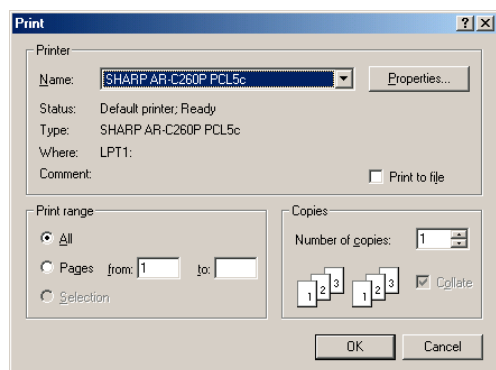 Print
Printer
Name: SHARP AR-C260P PCL5c Properties...
Status: Default printer; Ready
Type: SHARP AR-C260P PCL5c
Where: LPT1:
Comment: Print to file
Print range
All
Pages from: 1 to:
Selection
Copies
Number of copies: 1
1 2 3 1 2 3 Collate
OK Cancel